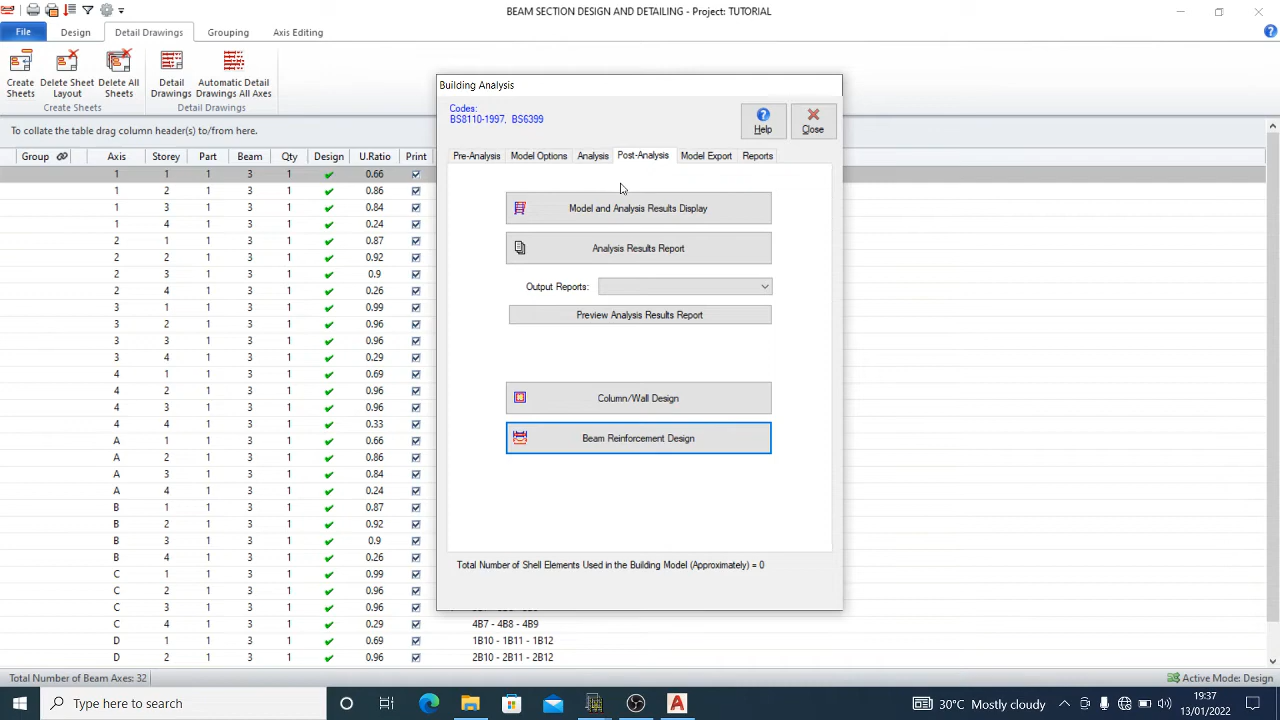 BEAM SECTION DESIGN AND DETAILING - Project: TUTORIAL
File Design Detail Drawings Grouping Axis Editing
Create Sheets
Delete Sheet Layout
Delete All Sheets
Detail Drawings
Automatic Detail Drawings All Axes
Create Sheets
Detail Drawings
To collate the table drag column header(s) to/from here.
Group Axis Storey Part Beam Qty Design U.Ratio Print
1 1 1 3 1 0.66
1 2 1 3 1 0.86
1 3 1 3 1 0.84
1 4 1 3 1 0.24
2 1 1 3 1 0.87
2 2 1 3 1 0.92
2 3 1 3 1 0.9
2 4 1 3 1 0.26
3 1 1 3 1 0.99
3 2 1 3 1 0.96
3 3 1 3 1 0.96
3 4 1 3 1 0.29
4 1 1 3 1 0.69
4 2 1 3 1 0.96
4 3 1 3 1 0.96
4 4 1 3 1 0.33
A 1 1 3 1 0.66
A 2 1 3 1 0.86
A 3 1 3 1 0.84
A 4 1 3 1 0.24
B 1 1 3 1 0.87
B 2 1 3 1 0.92
B 3 1 3 1 0.9
B 4 1 3 1 0.26
C 1 1 3 1 0.99
C 2 1 3 1 0.96
C 3 1 3 1 0.96
C 4 1 3 1 0.29 4B7 - 4B8 - 4B9
D 1 1 3 1 0.69 1B10 - 1B11 - 1B12
D 2 1 3 1 0.96 2B10 - 2B11 - 2B12
Building Analysis
Codes:
BS8110-1997, BS6399
Help
Close
Pre-Analysis Model Options Analysis Post-Analysis Model Export Reports
Model and Analysis Results Display
Analysis Results Report
Output Reports:
Preview Analysis Results Report
Column/Wall Design
Beam Reinforcement Design
Total Number of Shell Elements Used in the Building Model (Approximately) = 0
Total Number of Beam Axes: 32
Active Mode: Design
Type here to search
30°C Mostly cloudy
19:37
13/01/2022